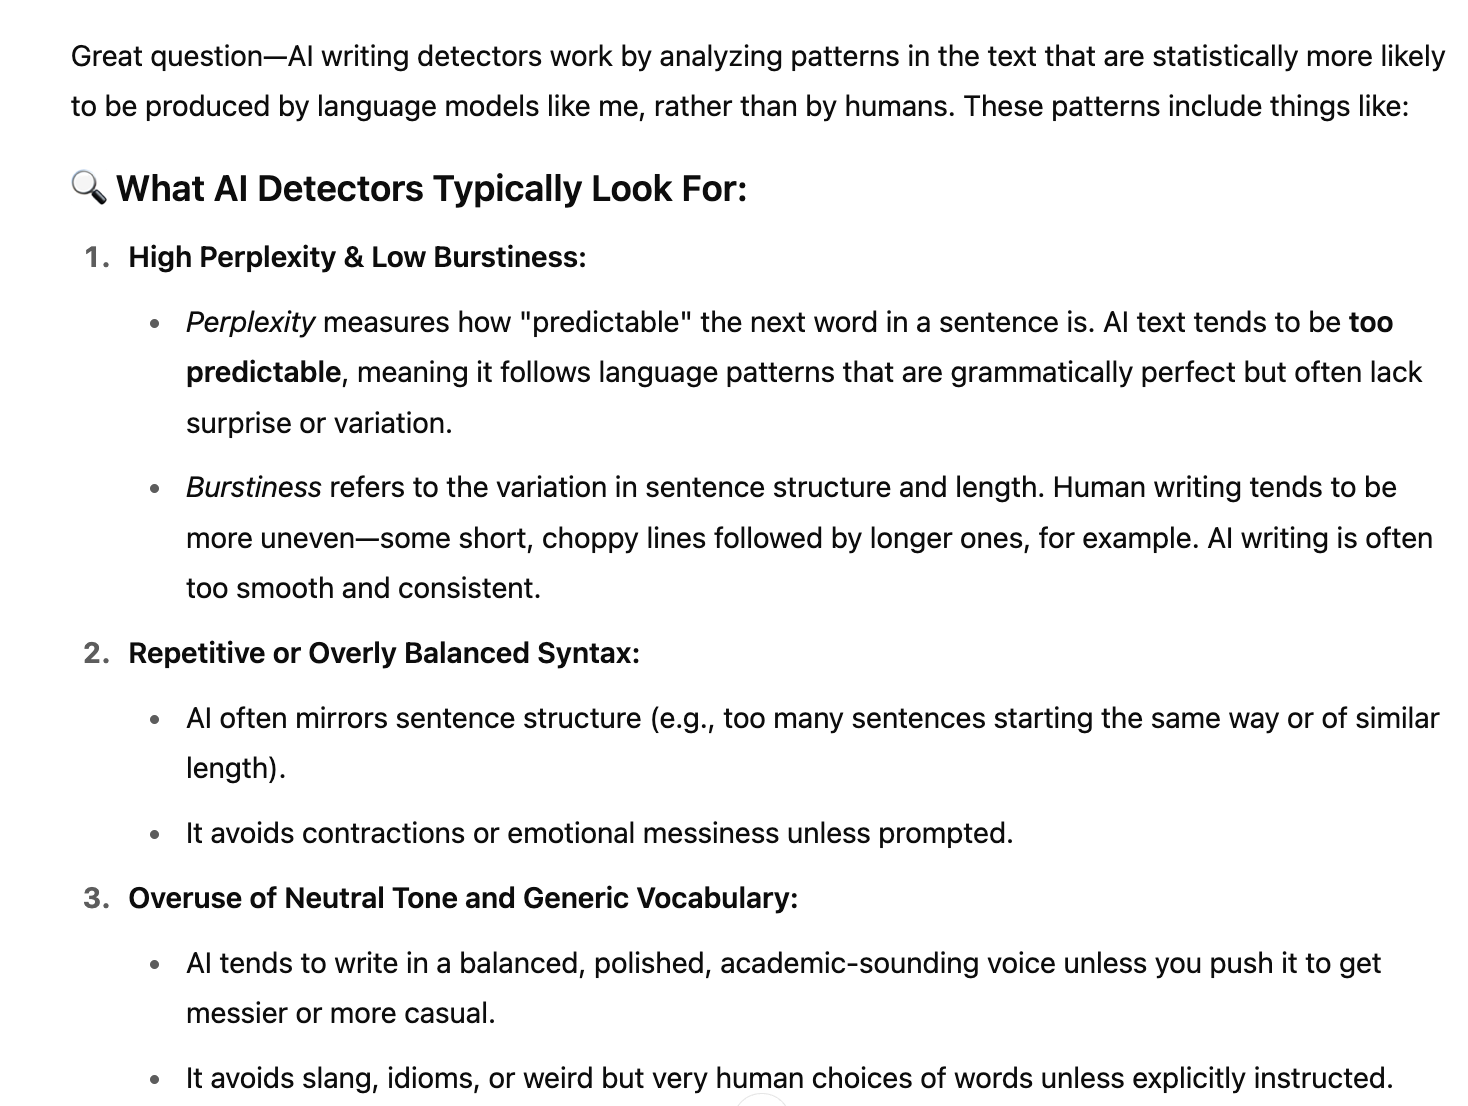 Great question—AI writing detectors work by analyzing patterns in the text that are statistically more likely
to be produced by language models like me, rather than by humans. These patterns include things like:
🔍 What AI Detectors Typically Look For:
1. High Perplexity & Low Burstiness:
• Perplexity measures how "predictable" the next word in a sentence is. AI text tends to be too
predictable, meaning it follows language patterns that are grammatically perfect but often lack
surprise or variation.
• Burstiness refers to the variation in sentence structure and length. Human writing tends to be
more uneven—some short, choppy lines followed by longer ones, for example. AI writing is often
too smooth and consistent.
2. Repetitive or Overly Balanced Syntax:
• AI often mirrors sentence structure (e.g., too many sentences starting the same way or of similar
length).
• It avoids contractions or emotional messiness unless prompted.
3. Overuse of Neutral Tone and Generic Vocabulary:
• AI tends to write in a balanced, polished, academic-sounding voice unless you push it to get
messier or more casual.
• It avoids slang, idioms, or weird but very human choices of words unless explicitly instructed.